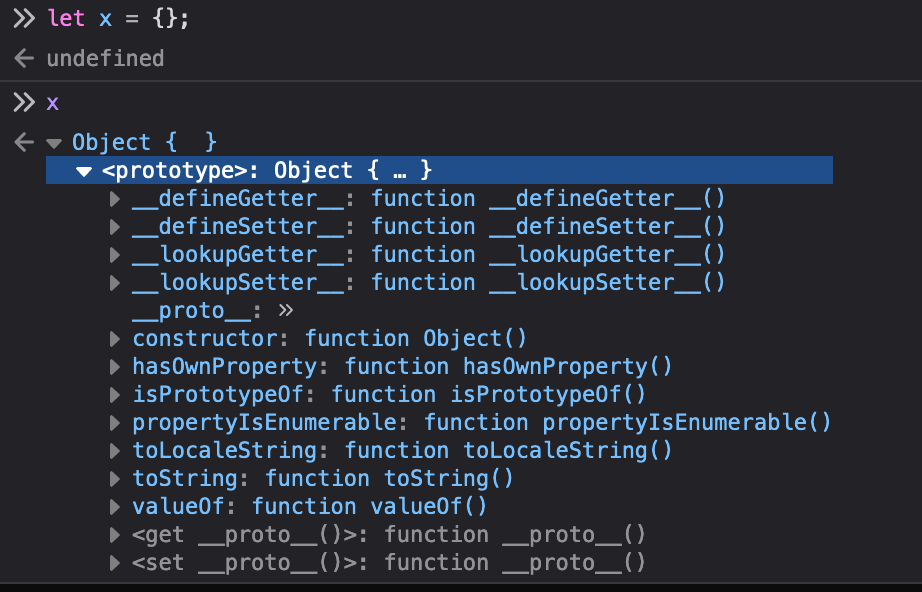 >> let x = {};
← undefined
>> x
← ▼ Object {  }
▼ <prototype>: Object { … }
▶ __defineGetter__: function __defineGetter__()
▶ __defineSetter__: function __defineSetter__()
▶ __lookupGetter__: function __lookupGetter__()
▶ __lookupSetter__: function __lookupSetter__()
__proto__: »
▶ constructor: function Object()
▶ hasOwnProperty: function hasOwnProperty()
▶ isPrototypeOf: function isPrototypeOf()
▶ propertyIsEnumerable: function propertyIsEnumerable()
▶ toLocaleString: function toLocaleString()
▶ toString: function toString()
▶ valueOf: function valueOf()
▶ <get __proto__()>: function __proto__()
▶ <set __proto__()>: function __proto__()